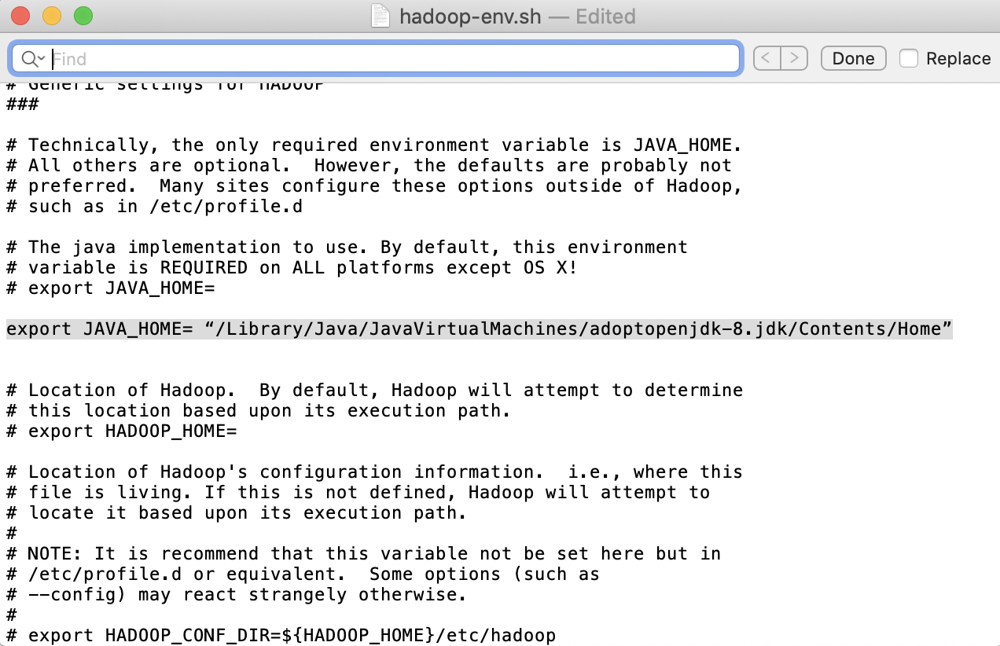 hadoop-env.sh — Edited
Find
< > Done Replace
# Generic settings for HADOOP
###
# Technically, the only required environment variable is JAVA_HOME.
# All others are optional.  However, the defaults are probably not
# preferred.  Many sites configure these options outside of Hadoop,
# such as in /etc/profile.d
# The java implementation to use. By default, this environment
# variable is REQUIRED on ALL platforms except OS X!
# export JAVA_HOME=
export JAVA_HOME= “/Library/Java/JavaVirtualMachines/adoptopenjdk-8.jdk/Contents/Home”
# Location of Hadoop.  By default, Hadoop will attempt to determine
# this location based upon its execution path.
# export HADOOP_HOME=
# Location of Hadoop's configuration information.  i.e., where this
# file is living. If this is not defined, Hadoop will attempt to
# locate it based upon its execution path.
#
# NOTE: It is recommend that this variable not be set here but in
# /etc/profile.d or equivalent.  Some options (such as
# --config) may react strangely otherwise.
#
# export HADOOP_CONF_DIR=${HADOOP_HOME}/etc/hadoop